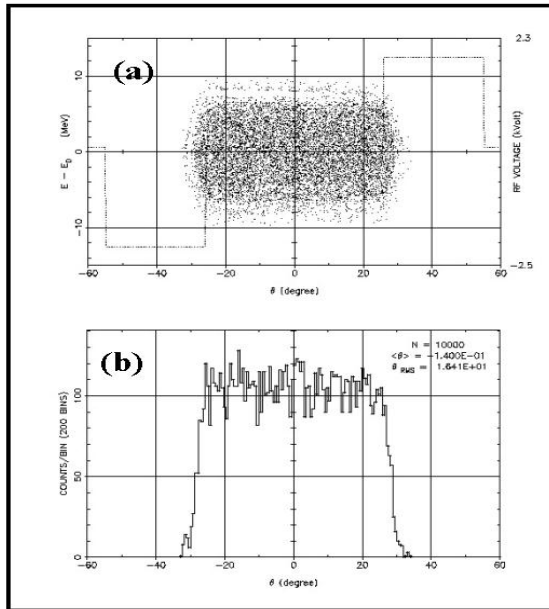 (a)
2.3
10
0
-10
E - E0 (MeV)
RF VOLTAGE (kVolt)
-2.5
-60 -40 -20 0 20 40 60
θ (degree)
(b)
N = 10000
<θ> = -1.400E-01
θ RMS = 1.641E+01
100
50
0
COUNTS/BIN (200 BINS)
-60 -40 -20 0 20 40 60
θ (degree)